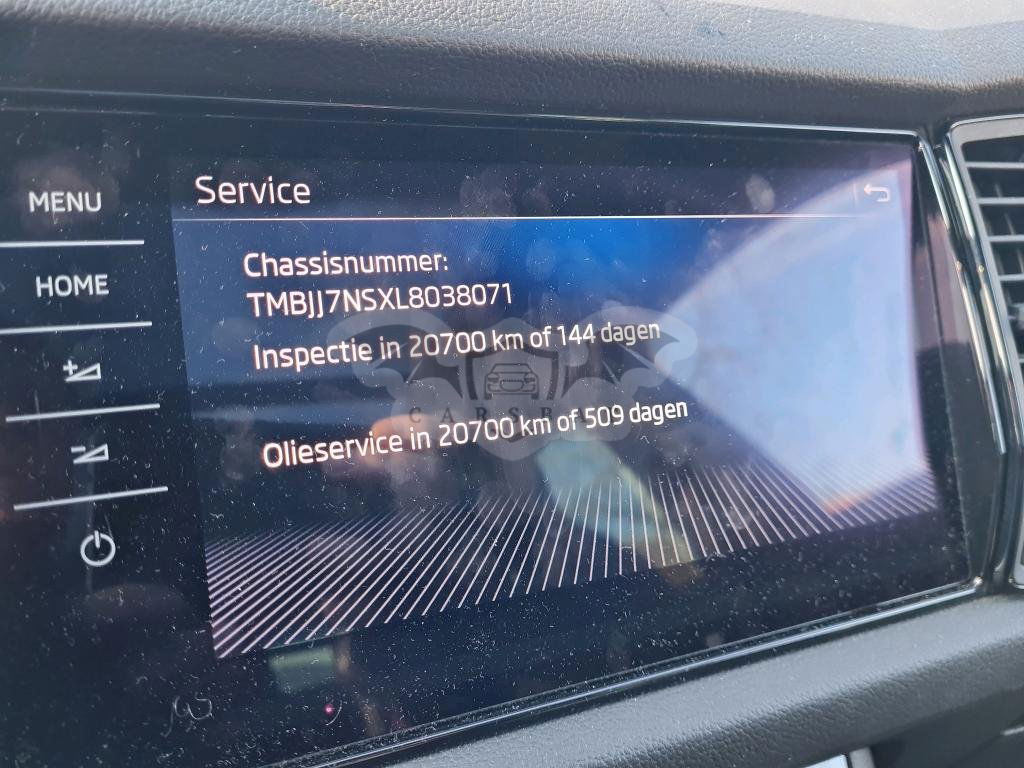 Service
MENU
HOME
Chassisnummer:
TMBJJ7NSXL8038071
Inspectie in 20700 km of 144 dagen
Olieservice in 20700 km of 509 dagen